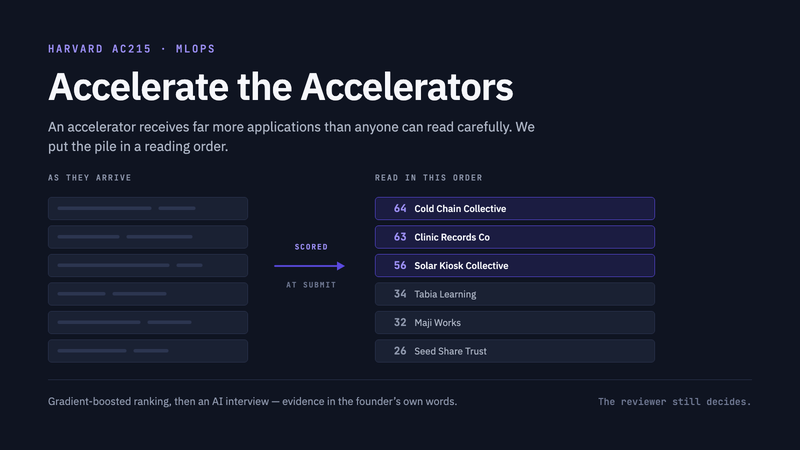 HARVARD AC215 · MLOPS
Accelerate the Accelerators
An accelerator receives far more applications than anyone can read carefully. We
put the pile in a reading order.
AS THEY ARRIVE
READ IN THIS ORDER
SCORED
AT SUBMIT
64 Cold Chain Collective
63 Clinic Records Co
56 Solar Kiosk Collective
34 Tabia Learning
32 Maji Works
26 Seed Share Trust
Gradient-boosted ranking, then an AI interview — evidence in the founder’s own words.
The reviewer still decides.